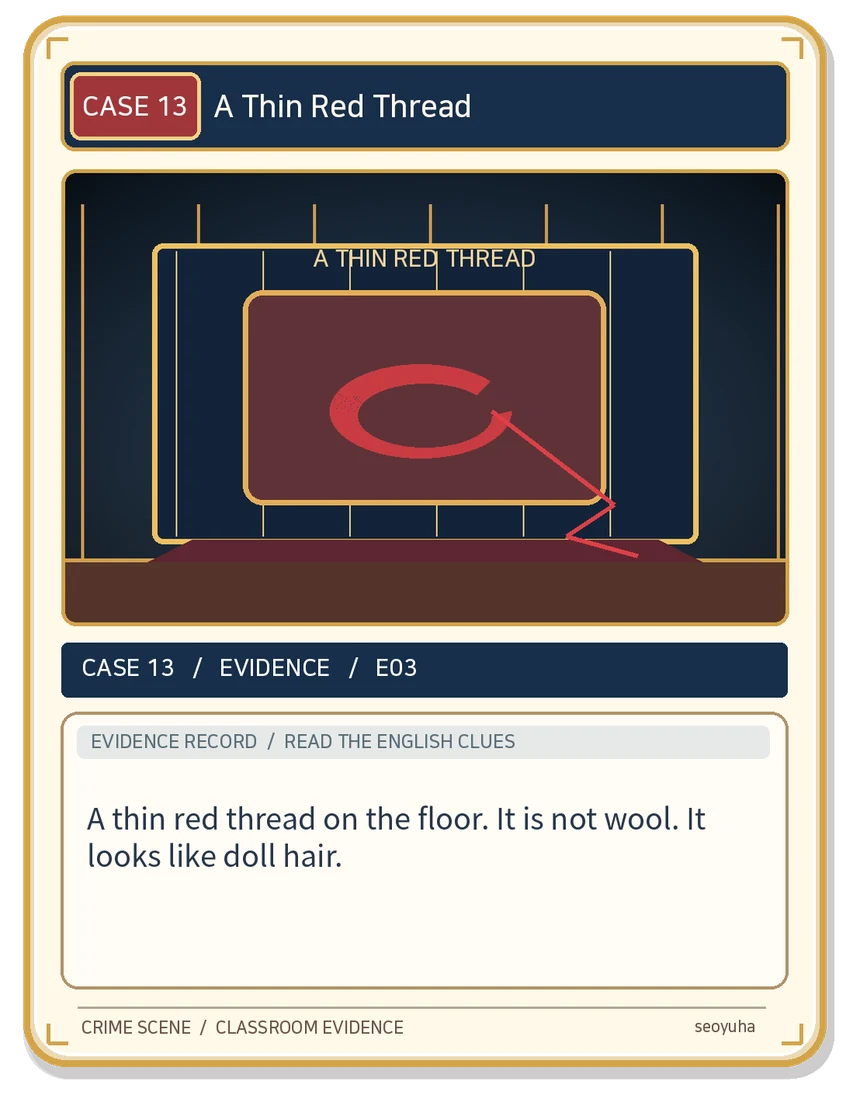 CASE 13 A Thin Red Thread
A THIN RED THREAD
CASE 13 / EVIDENCE / E03
EVIDENCE RECORD / READ THE ENGLISH CLUES
A thin red thread on the floor. It is not wool. It
looks like doll hair.
CRIME SCENE / CLASSROOM EVIDENCE seoyuha